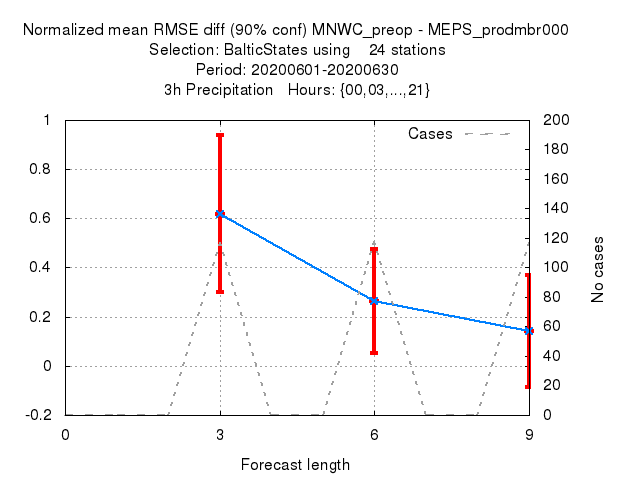 Normalized mean RMSE diff (90% conf) MNWC_preop - MEPS_prodmbr000
Selection: BalticStates using 24 stations
Period: 20200601-20200630
3h Precipitation Hours: {00,03,...,21}
1
0.8
0.6
0.4
0.2
0
-0.2
Cases
200
180
160
140
120
100
80
60
40
20
0
No cases
0 3 6 9
Forecast length